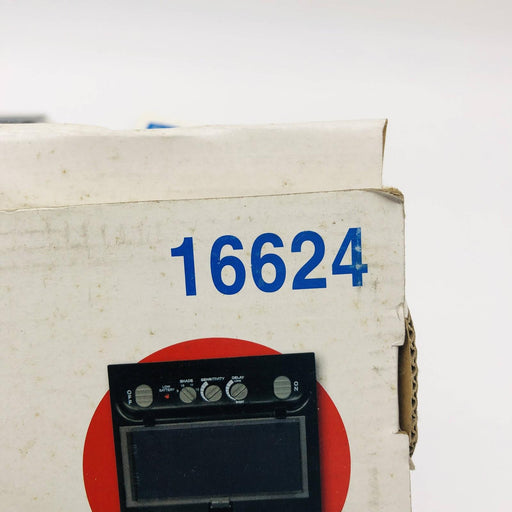 16624
SHADE SENSITIVITY DELAY
LOW
BATTERY
OFF
ON